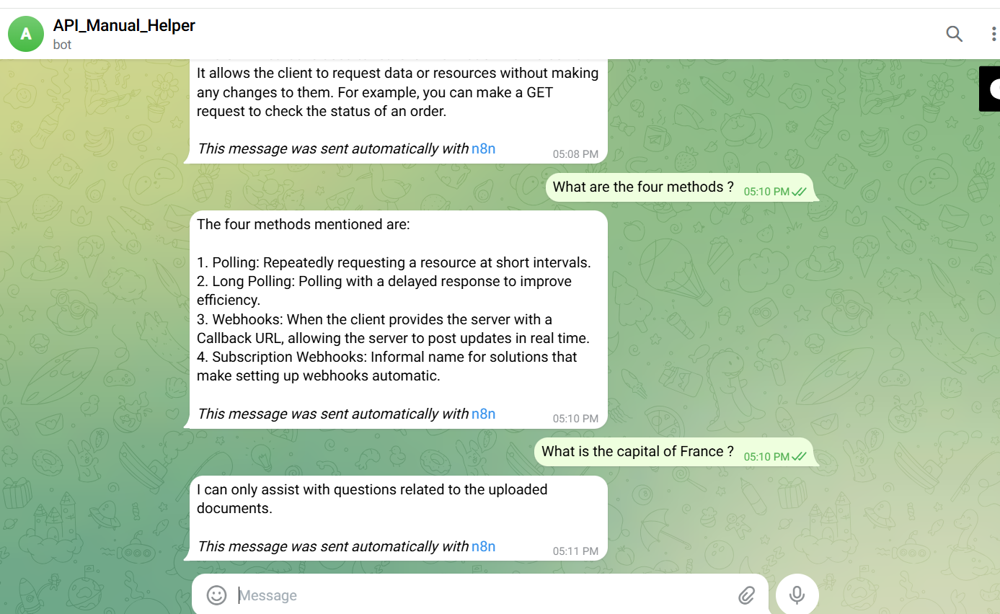 A
API_Manual_Helper
bot
It allows the client to request data or resources without making
any changes to them. For example, you can make a GET
request to check the status of an order.
This message was sent automatically with n8n
05:08 PM
What are the four methods ?
05:10 PM
The four methods mentioned are:
1. Polling: Repeatedly requesting a resource at short intervals.
2. Long Polling: Polling with a delayed response to improve
efficiency.
3. Webhooks: When the client provides the server with a
Callback URL, allowing the server to post updates in real time.
4. Subscription Webhooks: Informal name for solutions that
make setting up webhooks automatic.
This message was sent automatically with n8n
05:10 PM
What is the capital of France ?
05:10 PM
I can only assist with questions related to the uploaded
documents.
This message was sent automatically with n8n
05:11 PM
Message